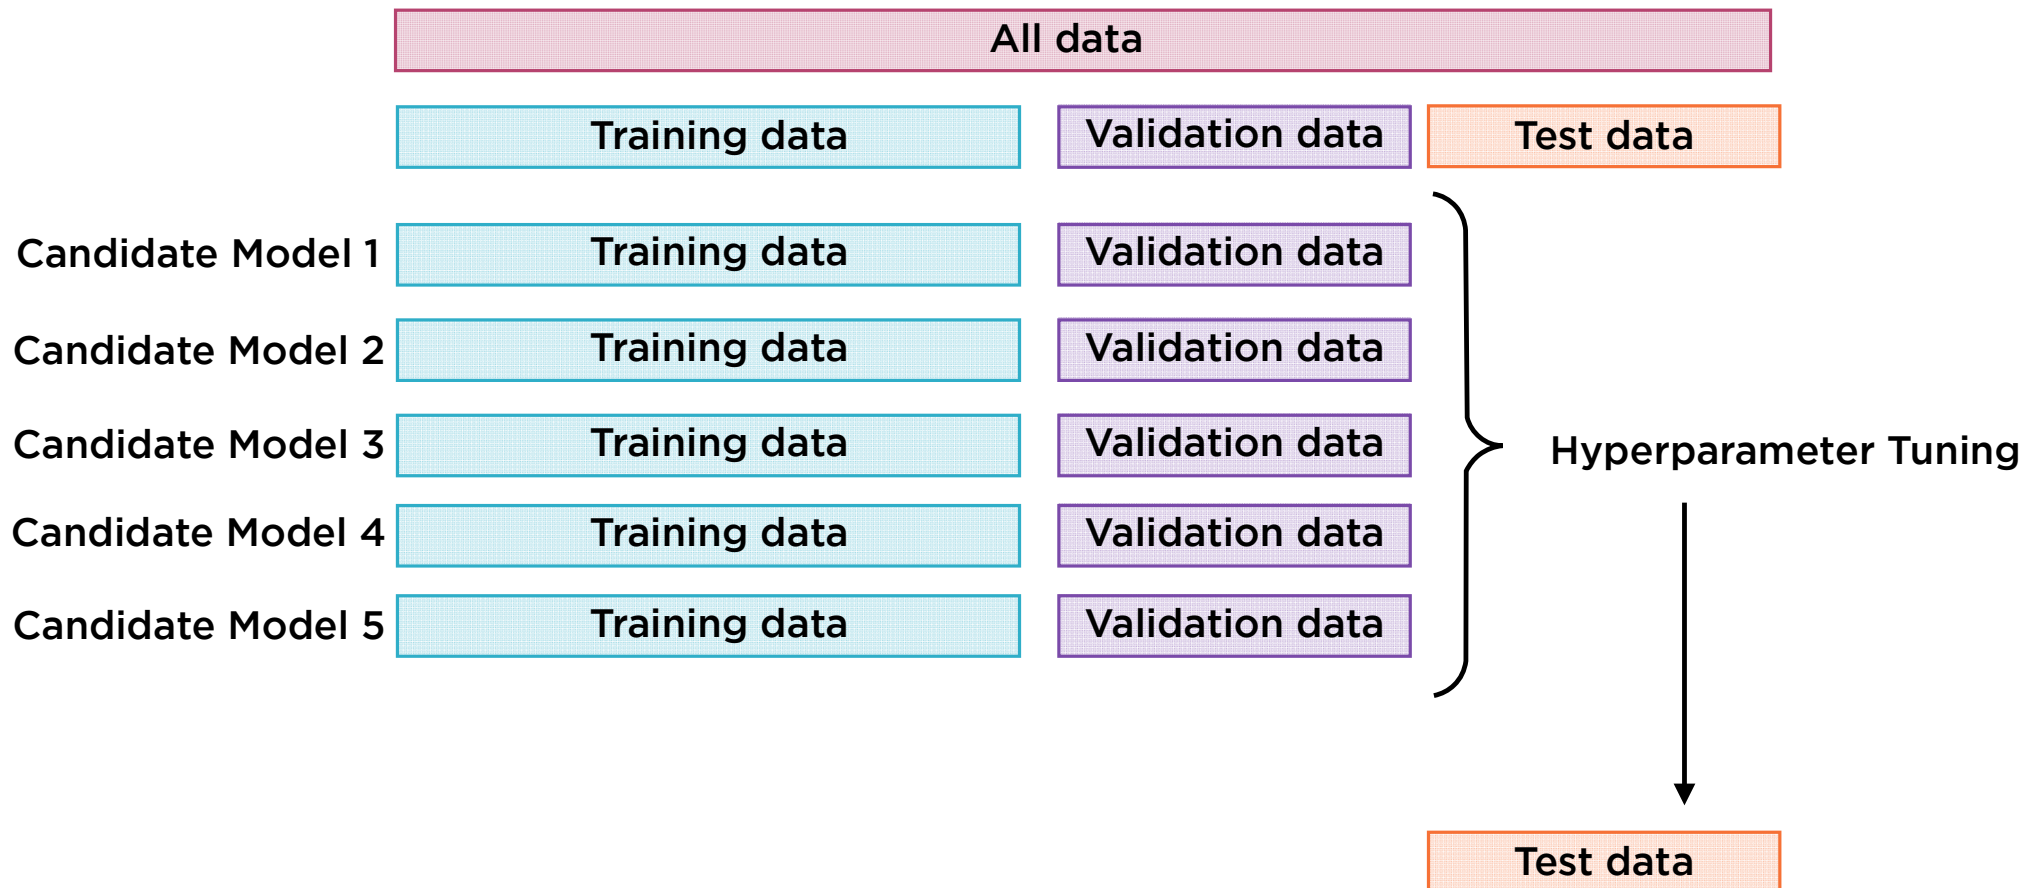 All data
Training data Validation data Test data
Candidate Model 1 Training data Validation data
Candidate Model 2 Training data Validation data
Candidate Model 3 Training data Validation data
Hyperparameter Tuning
Candidate Model 4 Training data Validation data
Candidate Model 5 Training data Validation data
Test data